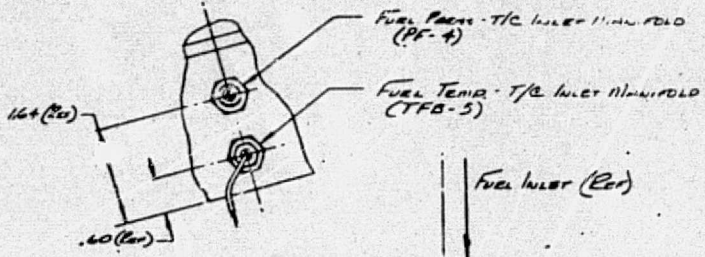 FUEL PRESS - T/C INLET MANIFOLD
(PF-4)
FUEL TEMP. - T/C INLET MANIFOLD
(TFB-5)
1.64 (REF)
FUEL INLET (REF)
.60 (REF)